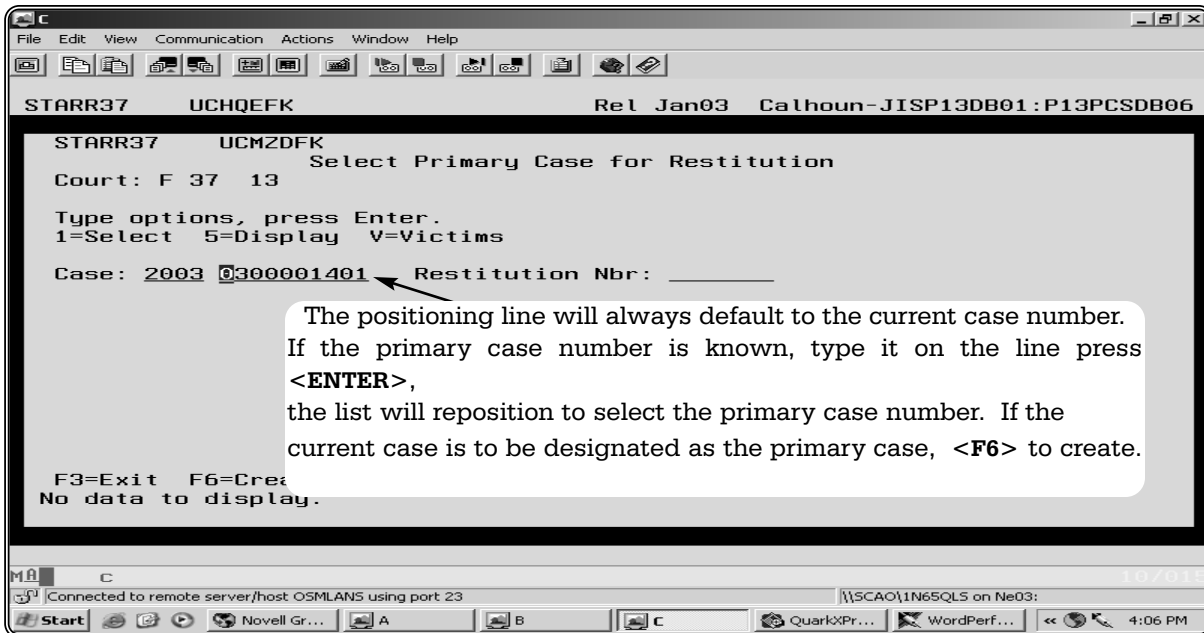 C
File Edit View Communication Actions Window Help
STARR37 UCHQEFK Rel Jan03 Calhoun-JISP13DB01:P13PCSDB06
STARR37 UCMZDFK
Select Primary Case for Restitution
Court: F 37 13
Type options, press Enter.
1=Select 5=Display V=Victims
Case: 2003 0300001401 Restitution Nbr:
The positioning line will always default to the current case number.
If the primary case number is known, type it on the line press
<ENTER>,
the list will reposition to select the primary case number. If the
current case is to be designated as the primary case, <F6> to create.
F3=Exit F6=Crea
No data to display.
MA C 10/015
Connected to remote server/host OSMLANS using port 23 \\SCAO\1N65QLS on Ne03:
Start Novell Gr... A B C QuarkXPr... WordPerf... « 4:06 PM